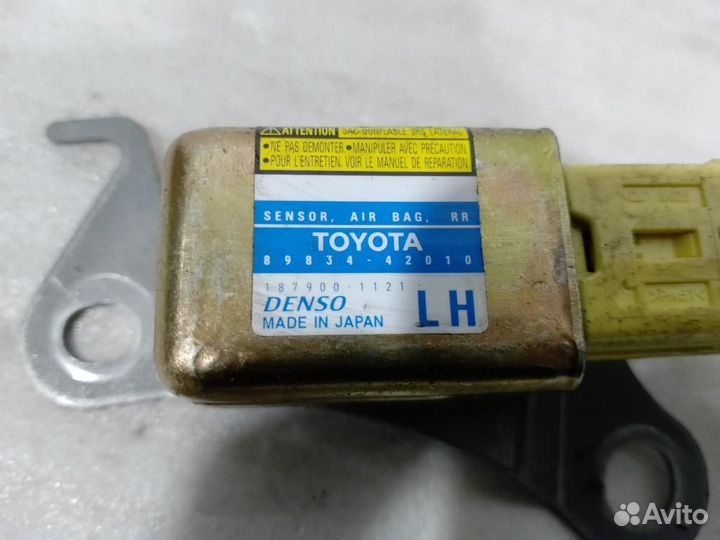 ATTENTION SAC GONFLABLE SRS, LATERAL
•NE PAS DEMONTER •MANIPULER AVEC PRÉCAUTION
•POUR L'ENTRETIEN, VOIR LE MANUEL DE REPARATION.
SENSOR, AIR BAG, RR
TOYOTA
89834-42010
187900-1121
DENSO LH
MADE IN JAPAN
Avito